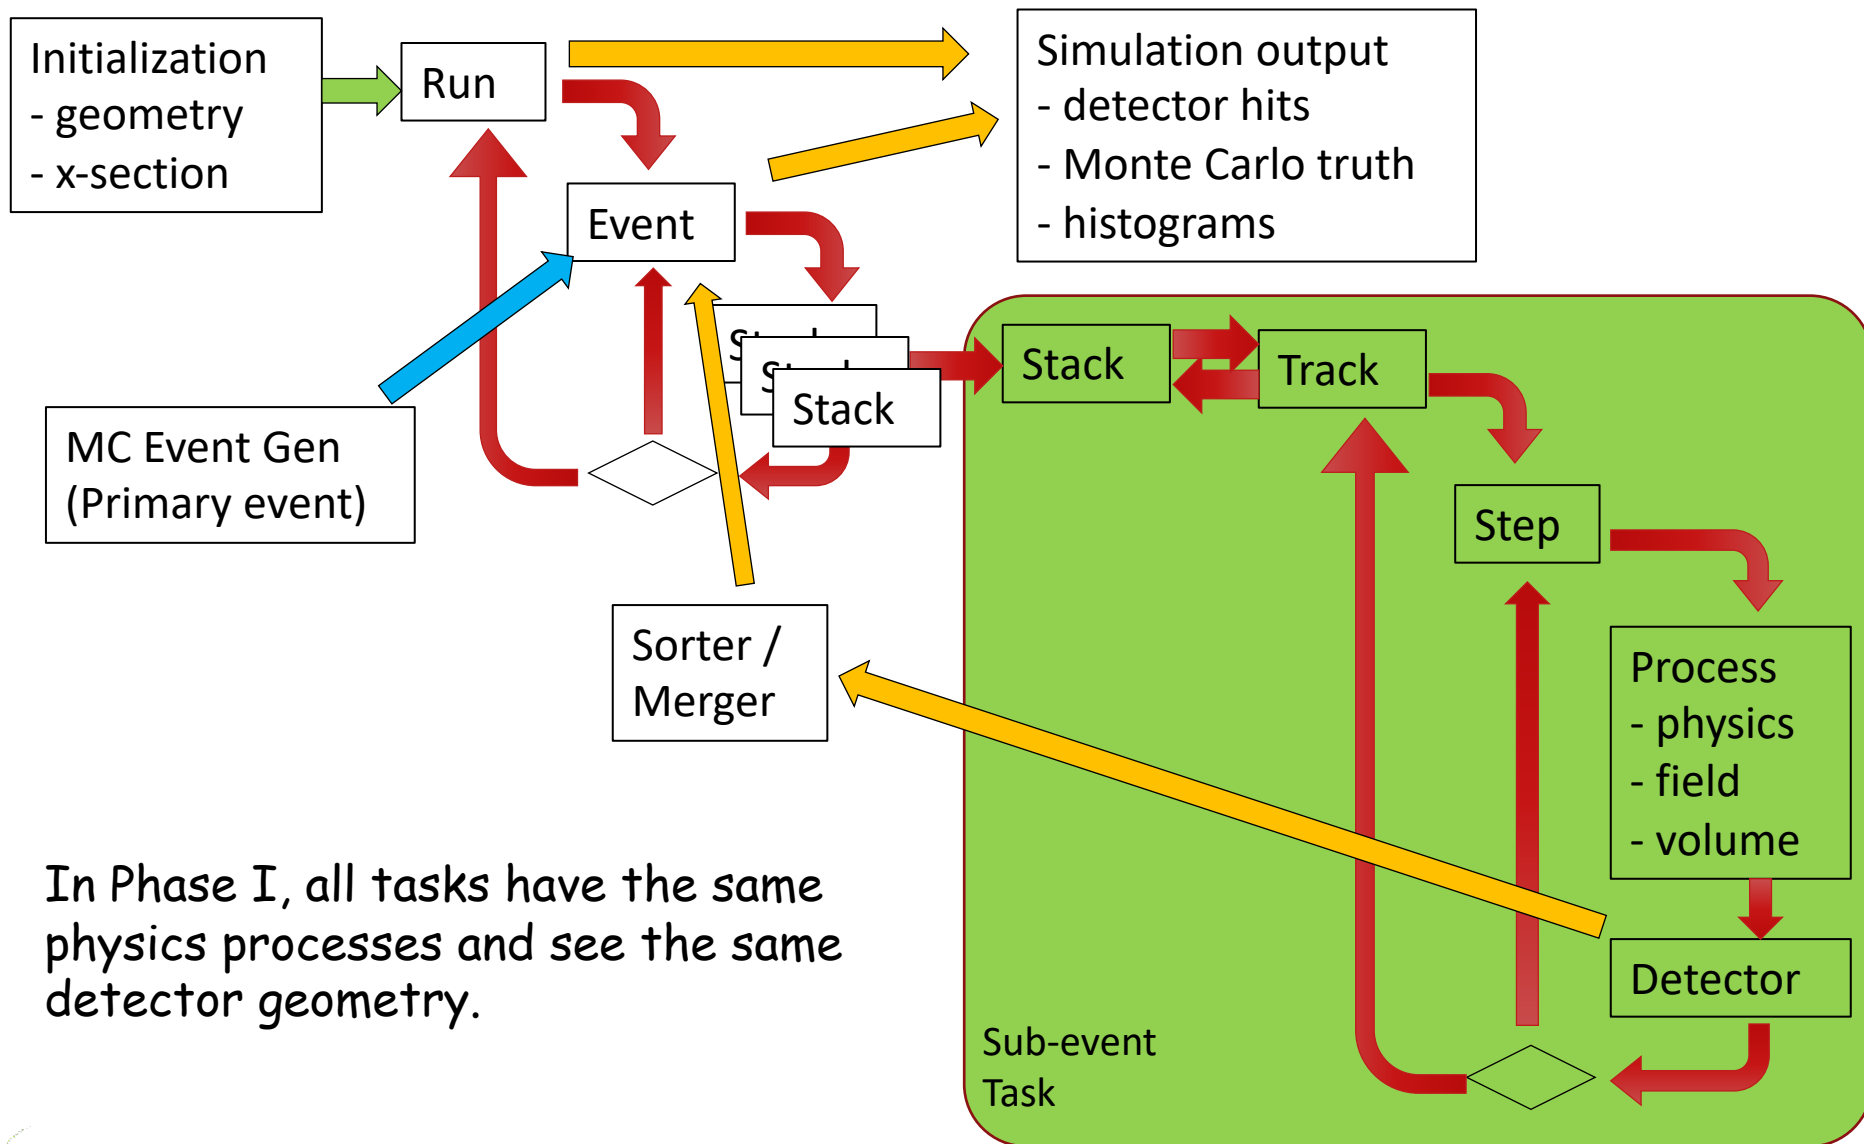 Initialization
- geometry
- x-section
Run
Simulation output
- detector hits
- Monte Carlo truth
- histograms
Event
MC Event Gen
(Primary event)
Stack
Stack
Track
Step
Process
- physics
- field
- volume
Detector
Sorter /
Merger
In Phase I, all tasks have the same
physics processes and see the same
detector geometry.
Sub-event
Task